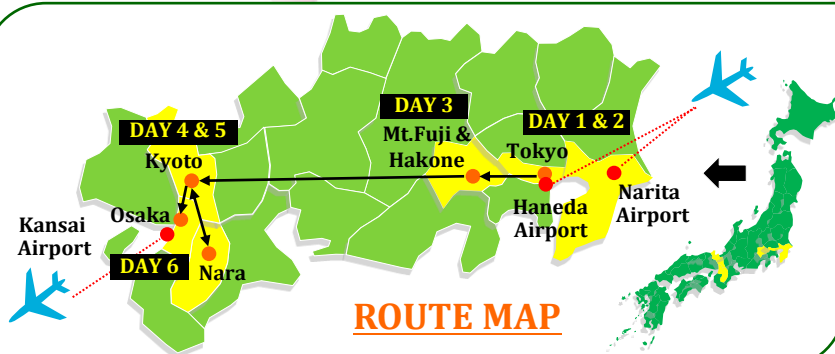 DAY 3
DAY 4 & 5
DAY 1 & 2
Mt.Fuji &
Hakone
Kyoto
Tokyo
Narita
Airport
Haneda
Airport
Osaka
Kansai
Airport
DAY 6
Nara
ROUTE MAP